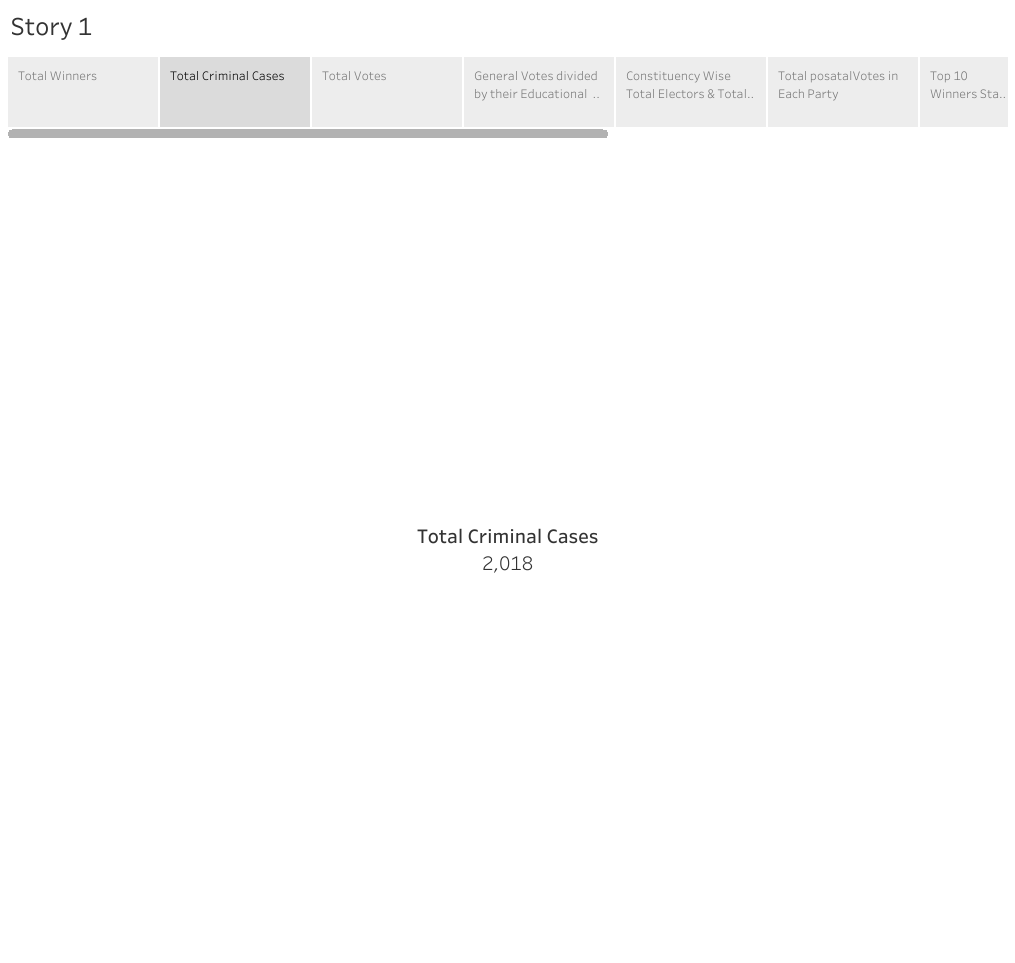 Story 1
Total Winners
Total Criminal Cases
Total Votes
General Votes divided
by their Educational ..
Constituency Wise
Total Electors & Total..
Total posatalVotes in
Each Party
Top 10
Winners Sta..
Total Criminal Cases
2,018